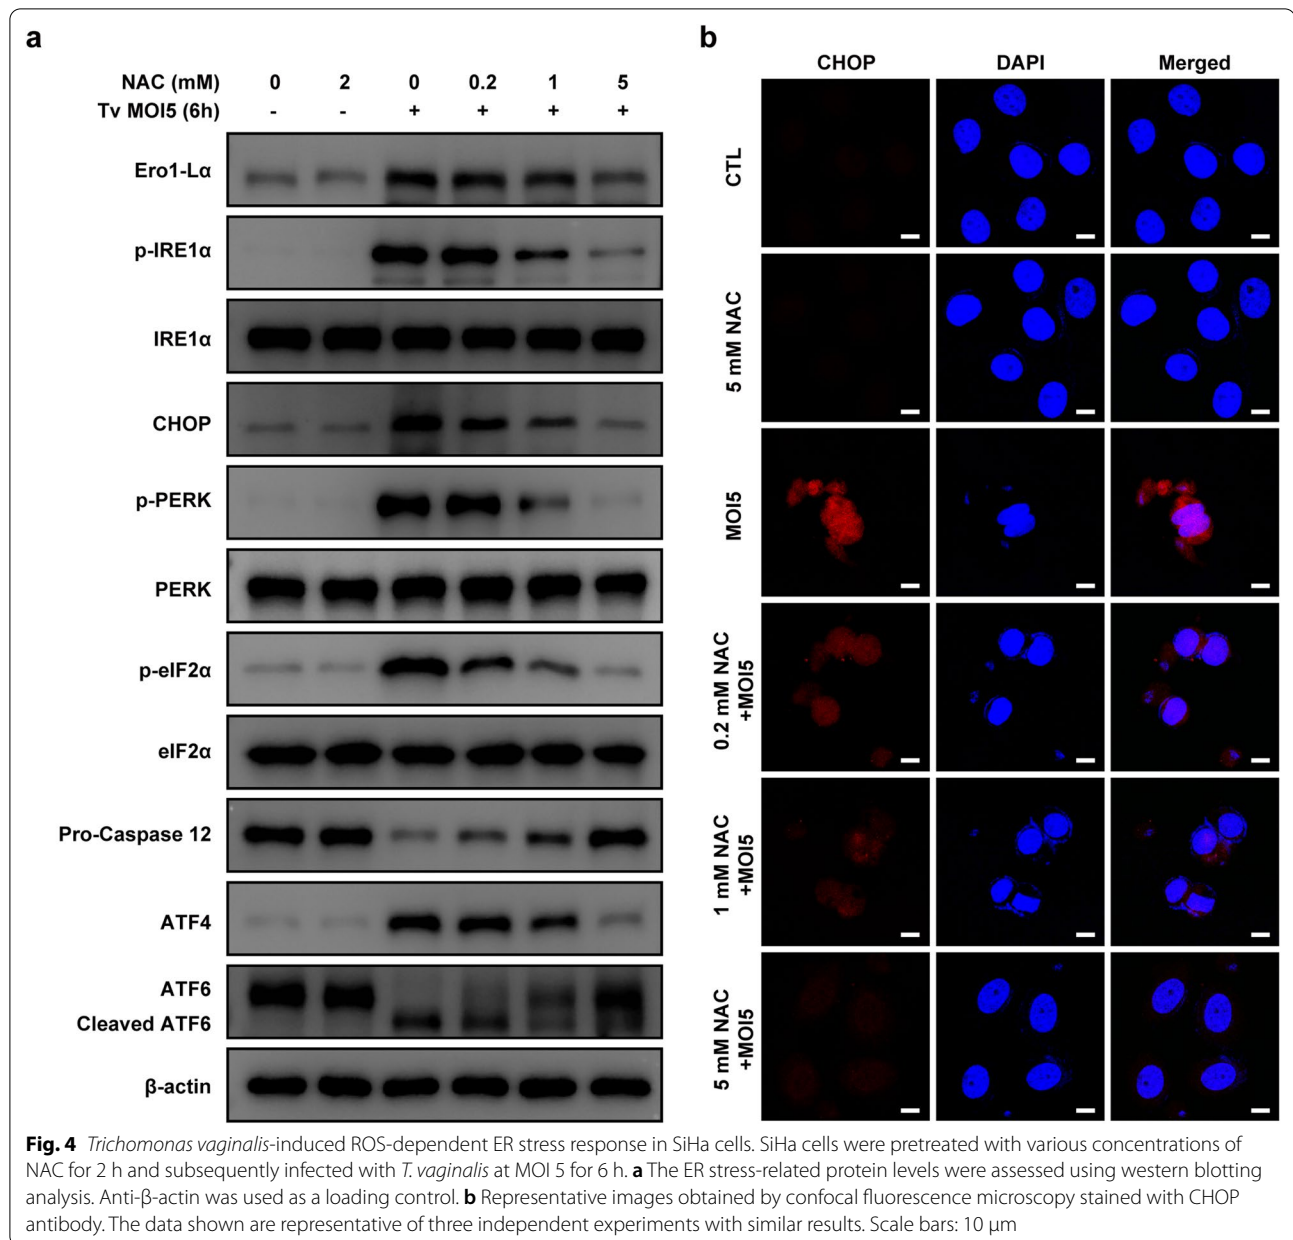 a
NAC (mM) 0 2 0 0.2 1 5
Tv MOI5 (6h) - - + + + +
Ero1-Lα
p-IRE1α
IRE1α
CHOP
p-PERK
PERK
p-eIF2α
eIF2α
Pro-Caspase 12
ATF4
ATF6
Cleaved ATF6
β-actin
b
CHOP DAPI Merged
CTL
5 mM NAC
MOI5
0.2 mM NAC
+MOI5
1 mM NAC
+MOI5
5 mM NAC
+MOI5
Fig. 4 Trichomonas vaginalis-induced ROS-dependent ER stress response in SiHa cells. SiHa cells were pretreated with various concentrations of
NAC for 2 h and subsequently infected with T. vaginalis at MOI 5 for 6 h. a The ER stress-related protein levels were assessed using western blotting
analysis. Anti-β-actin was used as a loading control. b Representative images obtained by confocal fluorescence microscopy stained with CHOP
antibody. The data shown are representative of three independent experiments with similar results. Scale bars: 10 μm